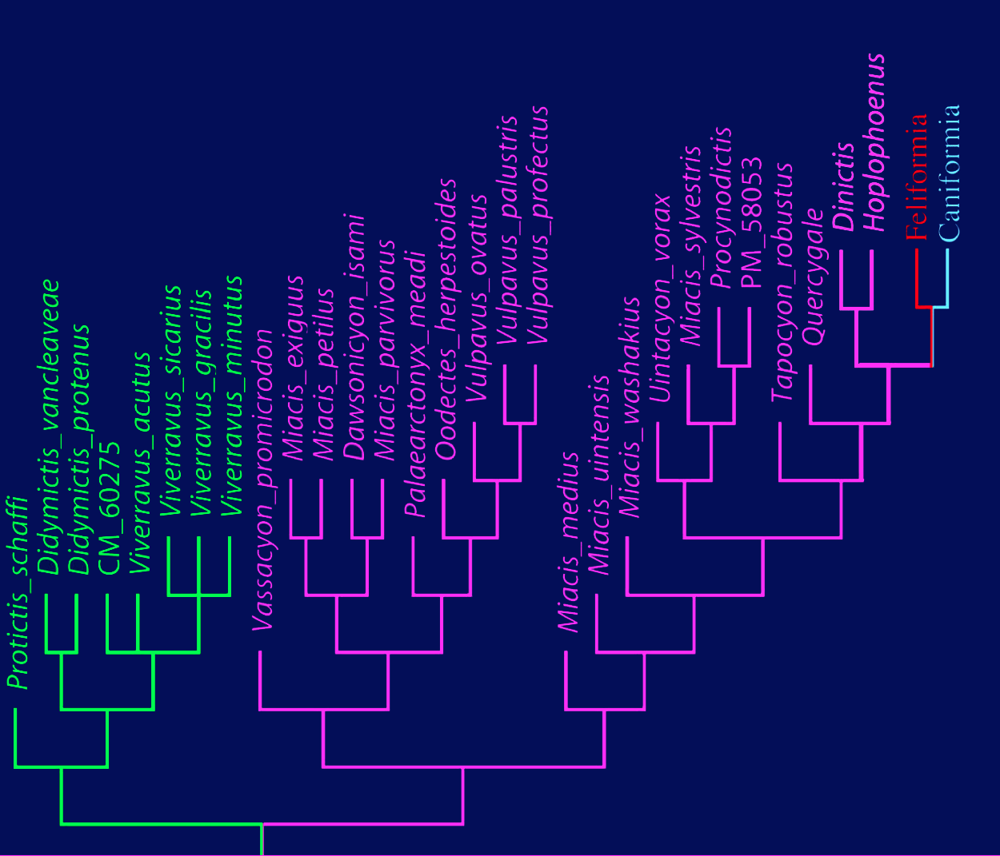 Protictis_schaffi
Didymictis_vancleaveae
Didymictis_protenus
CM_60275
Viverravus_acutus
Viverravus_sicarius
Viverravus_gracilis
Viverravus_minutus
Vassacyon_promicrodon
Miacis_exiguus
Miacis_petilus
Dawsonicyon_isami
Miacis_parvivorus
Palaearctonyx_meadi
Oodectes_herpestoides
Vulpavus_ovatus
Vulpavus_palustris
Vulpavus_profectus
Miacis_medius
Miacis_uintensis
Miacis_washakius
Uintacyon_vorax
Miacis_sylvestris
Procynodictis
PM_58053
Tapocyon_robustus
Quercygale
Dinictis
Hoplophoenus
Feliformia
Caniformia